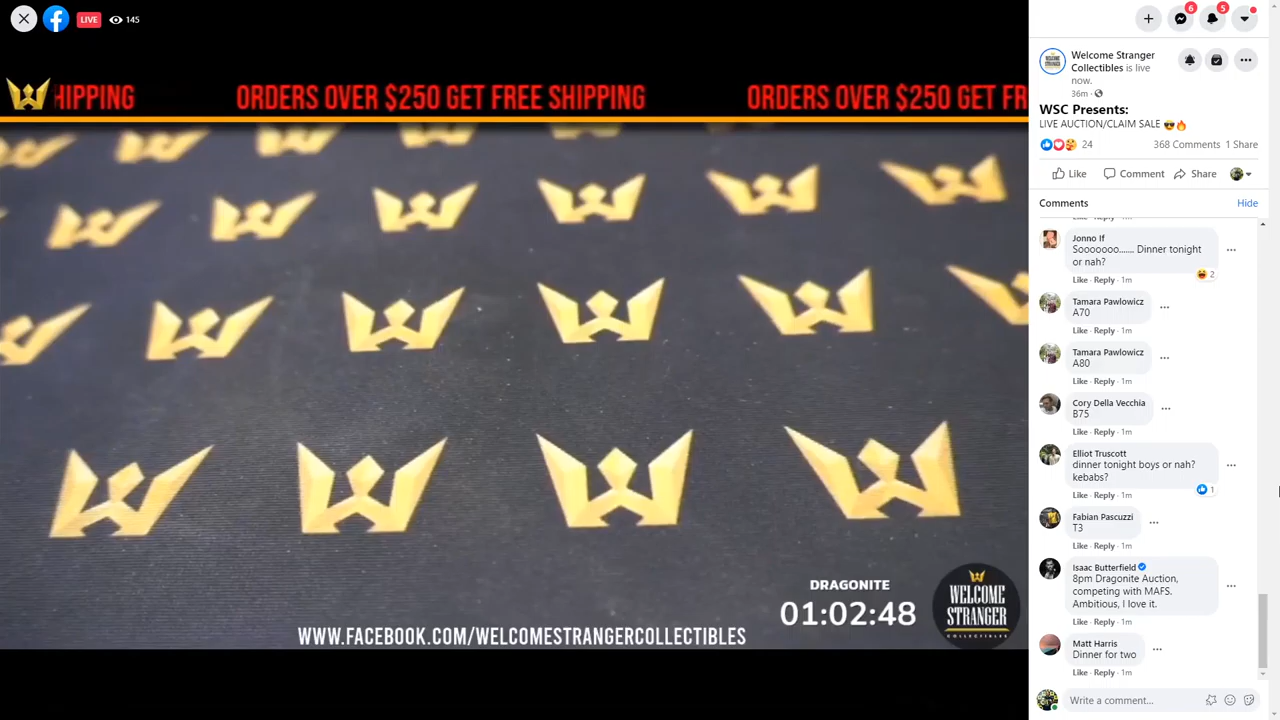 LIVE
145
HIPPING
ORDERS OVER $250 GET FREE SHIPPING
ORDERS OVER $250 GET FR
DRAGONITE
01:02:48
WELCOME
STRANGER
COLLECTIBLES
WWW.FACEBOOK.COM/WELCOMESTRANGERCOLLECTIBLES
6
5
Welcome Stranger
Collectibles is live
now.
36m ·
WSC Presents:
LIVE AUCTION/CLAIM SALE 😎🔥
24
368 Comments 1 Share
Like
Comment
Share
Comments
Hide
Jonno If
Sooooooo....... Dinner tonight
or nah?
2
Like · Reply · 1m
Tamara Pawlowicz
A70
Like · Reply · 1m
Tamara Pawlowicz
A80
Like · Reply · 1m
Cory Della Vecchia
B75
Like · Reply · 1m
Elliot Truscott
dinner tonight boys or nah?
kebabs?
1
Like · Reply · 1m
Fabian Pascuzzi
T3
Like · Reply · 1m
Isaac Butterfield
8pm Dragonite Auction,
competing with MAFS.
Ambitious, I love it.
Like · Reply · 1m
Matt Harris
Dinner for two
Like · Reply · 1m
Write a comment...